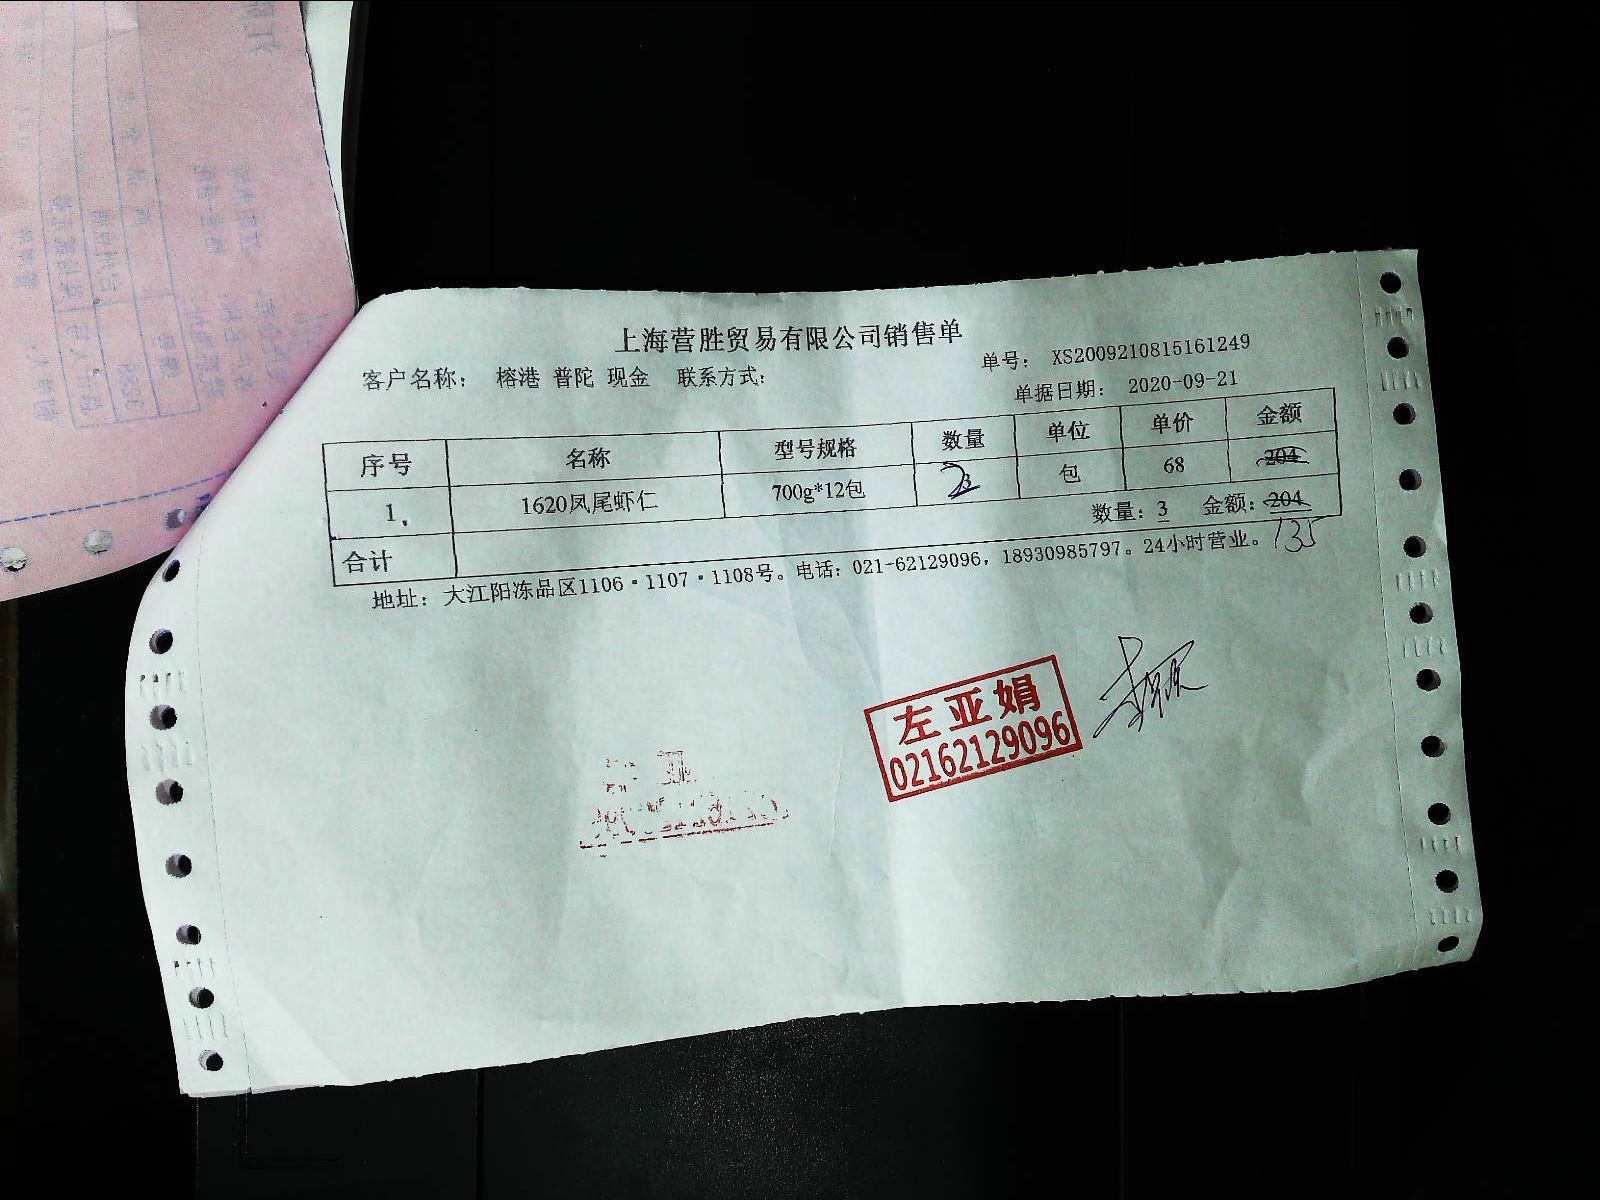 上海营胜贸易有限公司销售单
客户名称： 榕港 普陀 现金 联系方式： 单号： XS2009210815161249
单据日期： 2020-09-21
序号 名称 型号规格 数量 单位 单价 金额
1. 1620凤尾虾仁 700g*12包 2 包 68 204
合计 数量：3 金额：204
135
地址：大江阳冻品区1106·1107·1108号。电话：021-62129096，18930985797。24小时营业。
左亚娟
02162129096